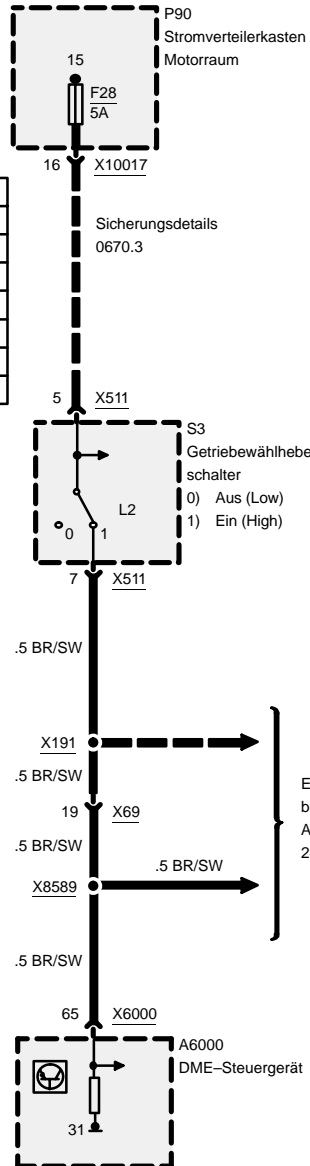 P90
Stromverteilerkasten
Motorraum
15
F28
5A
16 X10017
Sicherungsdetails
0670.3
5 X511
S3
Getriebewählhebe
schalter
0) Aus (Low)
1) Ein (High)
L2
0 1
7 X511
.5 BR/SW
X191
.5 BR/SW
19 X69
.5 BR/SW
.5 BR/SW
X8589
.5 BR/SW
65 X6000
A6000
DME–Steuergerät
31
E
b
A
2